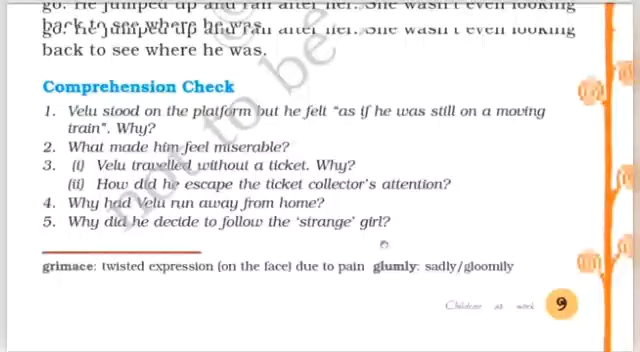 back to see where he was.
Comprehension Check
1. Velu stood on the platform but he felt “as if he was still on a moving
train”. Why?
2. What made him feel miserable?
3. (i) Velu travelled without a ticket. Why?
(ii) How did he escape the ticket collector's attention?
4. Why had Velu run away from home?
5. Why did he decide to follow the ‘strange’ girl?
grimace: twisted expression (on the face) due to pain glumly: sadly/gloomily
Children at work 9
not to be